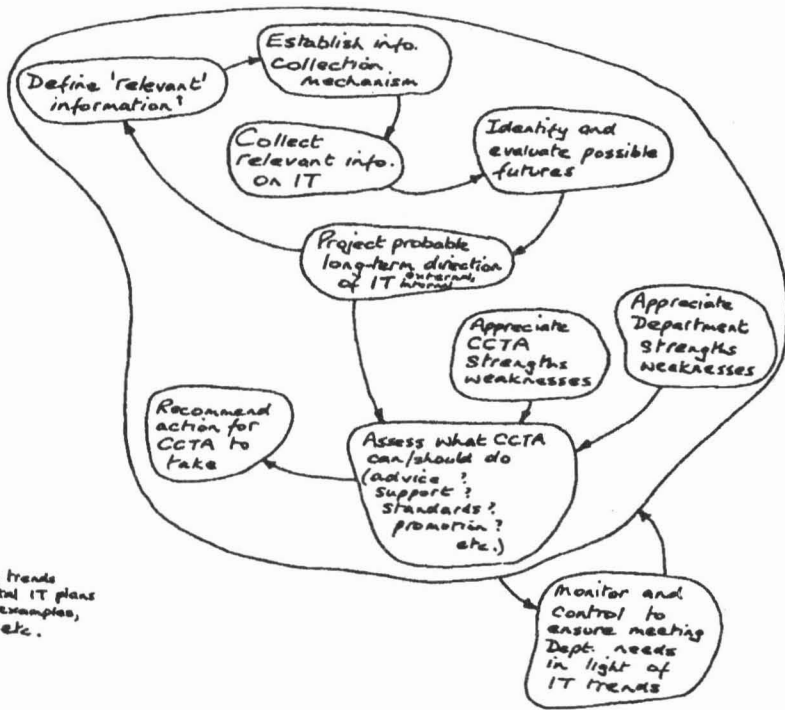 Establish info.
Collection
mechanism
Define 'relevant'
information¹
Collect
relevant info.
on IT
Identify and
evaluate possible
futures
Project probable
long-term direction
of IT external,
internal
Appreciate
CCTA
Strengths
weaknesses
Appreciate
Department
Strengths
weaknesses
Recommend
action for
CCTA to
take
Assess what CCTA
can/should do
(advice ?
support ?
standards ?
promotion ?
etc.)
trends
IT plans
examples,
etc.
Monitor and
Control to
ensure meeting
Dept. needs
in light of
IT trends